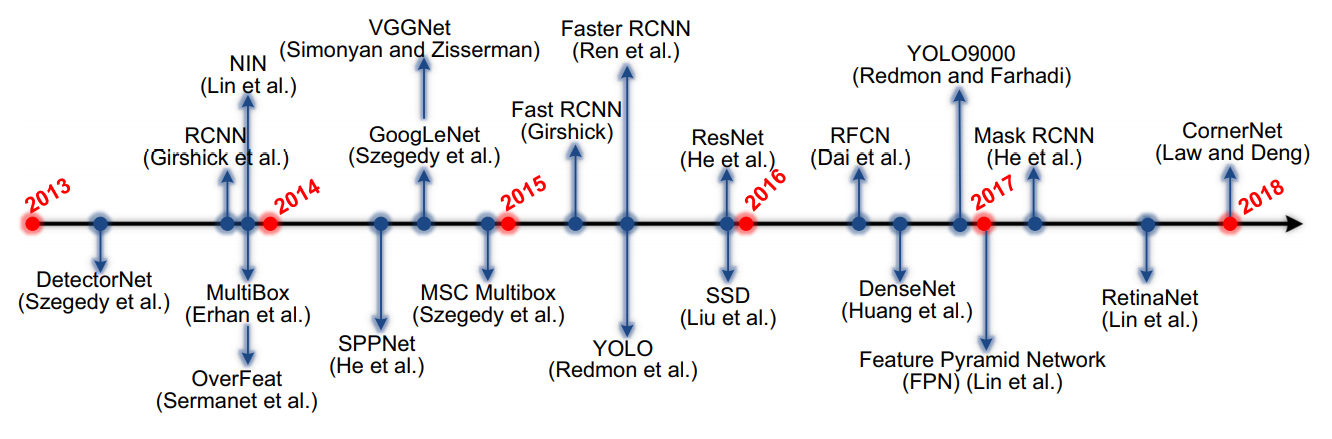 VGGNet
(Simonyan and Zisserman)
Faster RCNN
(Ren et al.)
NIN
(Lin et al.)
YOLO9000
(Redmon and Farhadi)
RCNN
(Girshick et al.)
GoogLeNet
(Szegedy et al.)
Fast RCNN
(Girshick)
ResNet
(He et al.)
RFCN
(Dai et al.)
Mask RCNN
(He et al.)
CornerNet
(Law and Deng)
2013
2014
2015
2016
2017
2018
DetectorNet
(Szegedy et al.)
MultiBox
(Erhan et al.)
OverFeat
(Sermanet et al.)
SPPNet
(He et al.)
MSC Multibox
(Szegedy et al.)
YOLO
(Redmon et al.)
SSD
(Liu et al.)
DenseNet
(Huang et al.)
Feature Pyramid Network
(FPN) (Lin et al.)
RetinaNet
(Lin et al.)